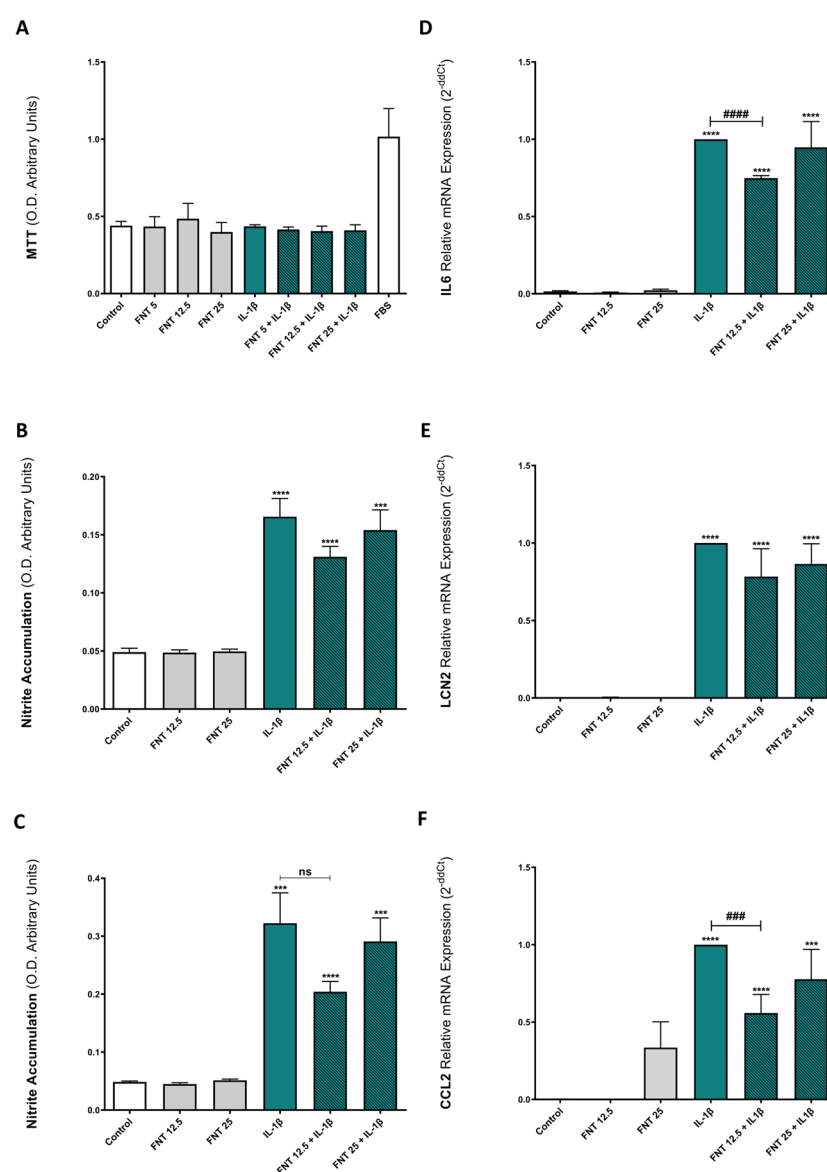 A
MTT (O.D. Arbitrary Units)
1.5
1.0
0.5
0.0
Control
FNT 5
FNT 12.5
FNT 25
IL-1β
FNT 5 + IL-1β
FNT 12.5 + IL-1β
FNT 25 + IL-1β
FBS
B
Nitrite Accumulation (O.D. Arbitrary Units)
0.20
0.15
0.10
0.05
0.00
****
****
***
Control
FNT 12.5
FNT 25
IL-1β
FNT 12.5 + IL-1β
FNT 25 + IL-1β
C
Nitrite Accumulation (O.D. Arbitrary Units)
0.4
0.3
0.2
0.1
0.0
ns
***
****
***
Control
FNT 12.5
FNT 25
IL-1β
FNT 12.5 + IL-1β
FNT 25 + IL-1β
D
IL6 Relative mRNA Expression (2-ddCt)
1.5
1.0
0.5
0.0
####
****
****
****
Control
FNT 12.5
FNT 25
IL-1β
FNT 12.5 + IL1β
FNT 25 + IL1β
E
LCN2 Relative mRNA Expression (2-ddCt)
1.5
1.0
0.5
0.0
****
****
****
Control
FNT 12.5
FNT 25
IL-1β
FNT 12.5 + IL1β
FNT 25 + IL1β
F
CCL2 Relative mRNA Expression (2-ddCt)
1.5
1.0
0.5
0.0
###
****
****
***
Control
FNT 12.5
FNT 25
IL-1β
FNT 12.5 + IL1β
FNT 25 + IL1β